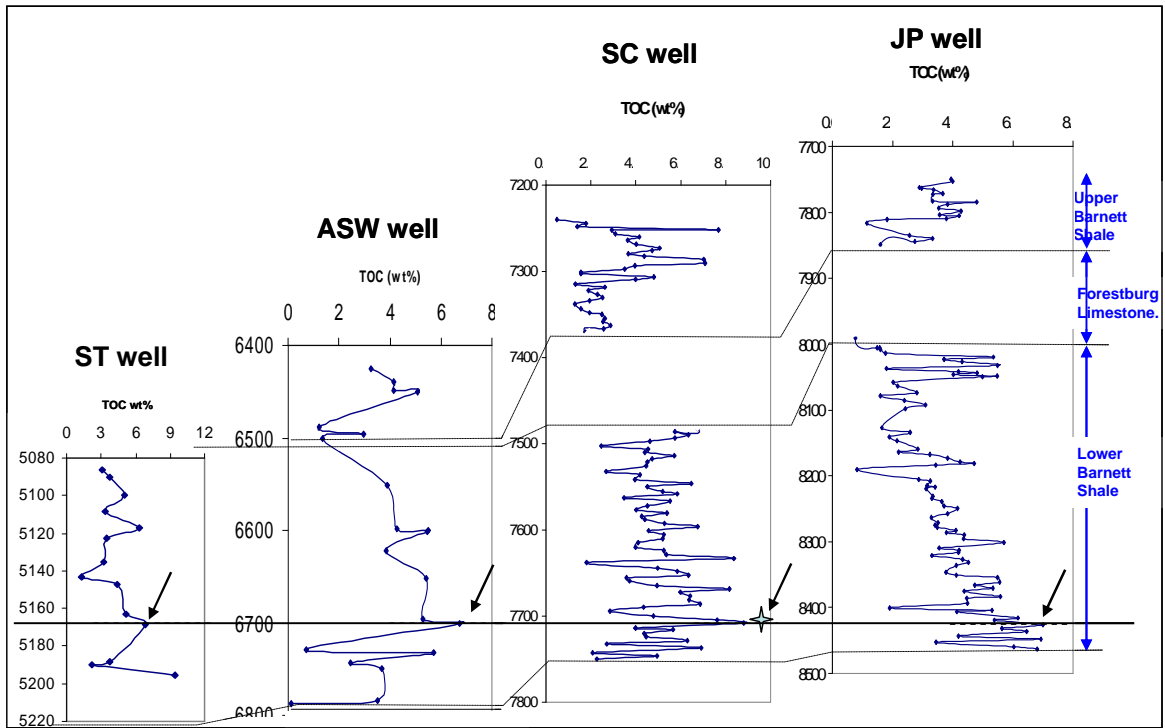 ST well
TOC wt%
0 3 6 9 12
5080
5100
5120
5140
5160
5180
5200
5220
ASW well
TOC (wt%)
0 2 4 6 8
6400
6500
6600
6700
6800
SC well
TOC (wt%)
0. 2. 4. 6. 8. 10
7200
7300
7400
7500
7600
7700
7800
JP well
TOC (wt%)
0. 2. 4. 6. 8.
7700
7800
7900
8000
8100
8200
8300
8400
8500
Upper
Barnett
Shale
Forestburg
Limestone.
Lower
Barnett
Shale